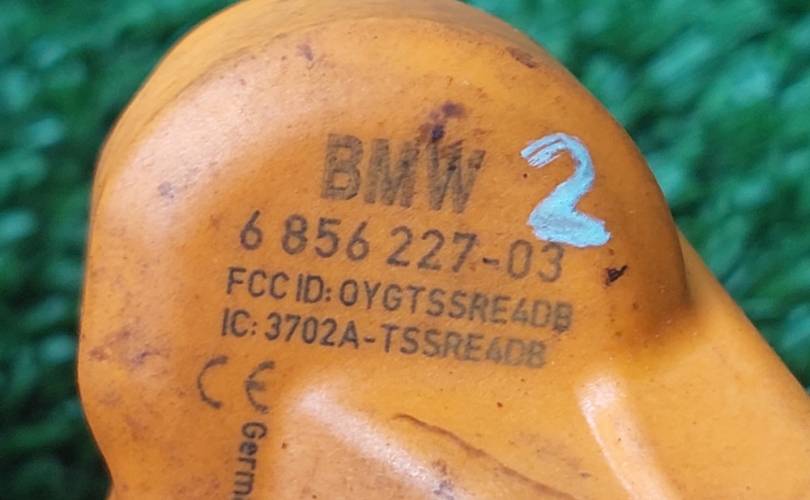 BMW
2
6 856 227-03
FCC ID: OYGTSSRE4DB
IC: 3702A-TSSRE4DB
CE